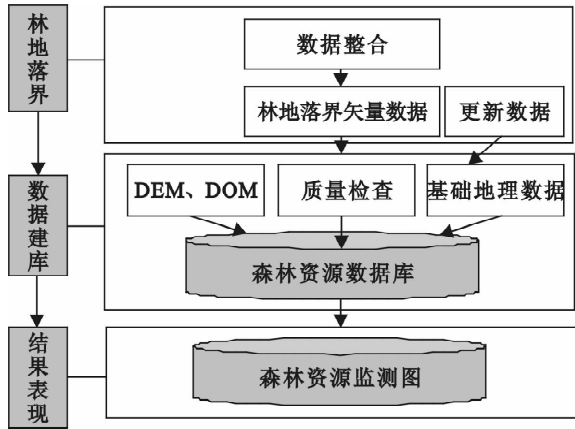 林地落界
数据整合
林地落界矢量数据
更新数据
数据建库
DEM、DOM
质量检查
基础地理数据
森林资源数据库
结果表现
森林资源监测图